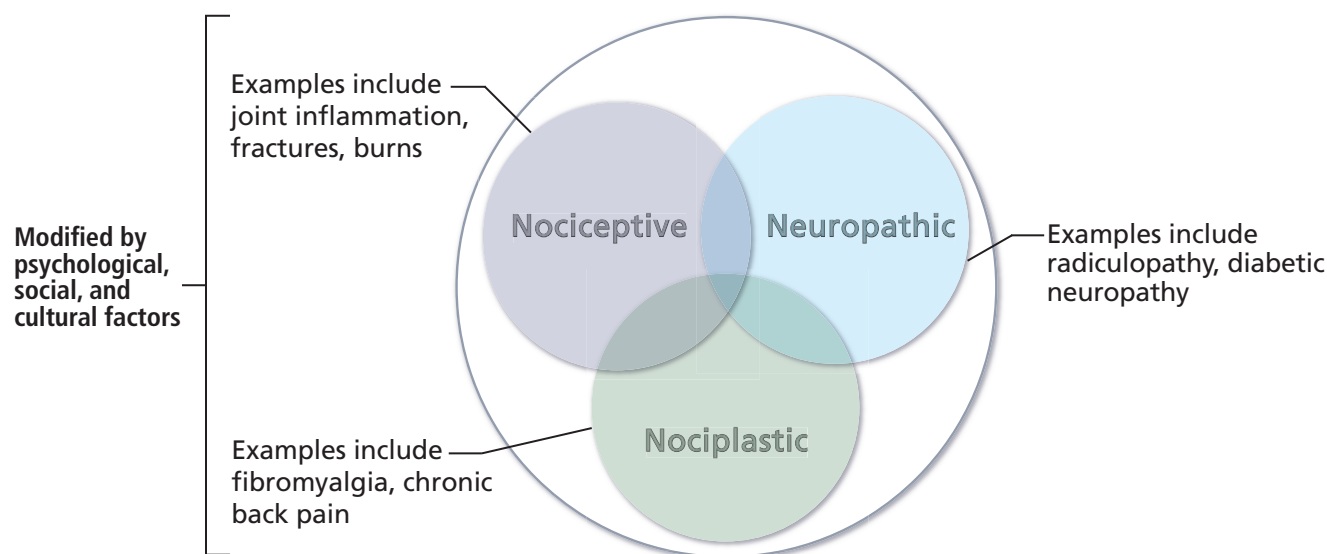 Examples include
joint inflammation,
fractures, burns
Nociceptive
Neuropathic
Modified by
psychological,
social, and
cultural factors
Examples include
radiculopathy, diabetic
neuropathy
Nociplastic
Examples include
fibromyalgia, chronic
back pain